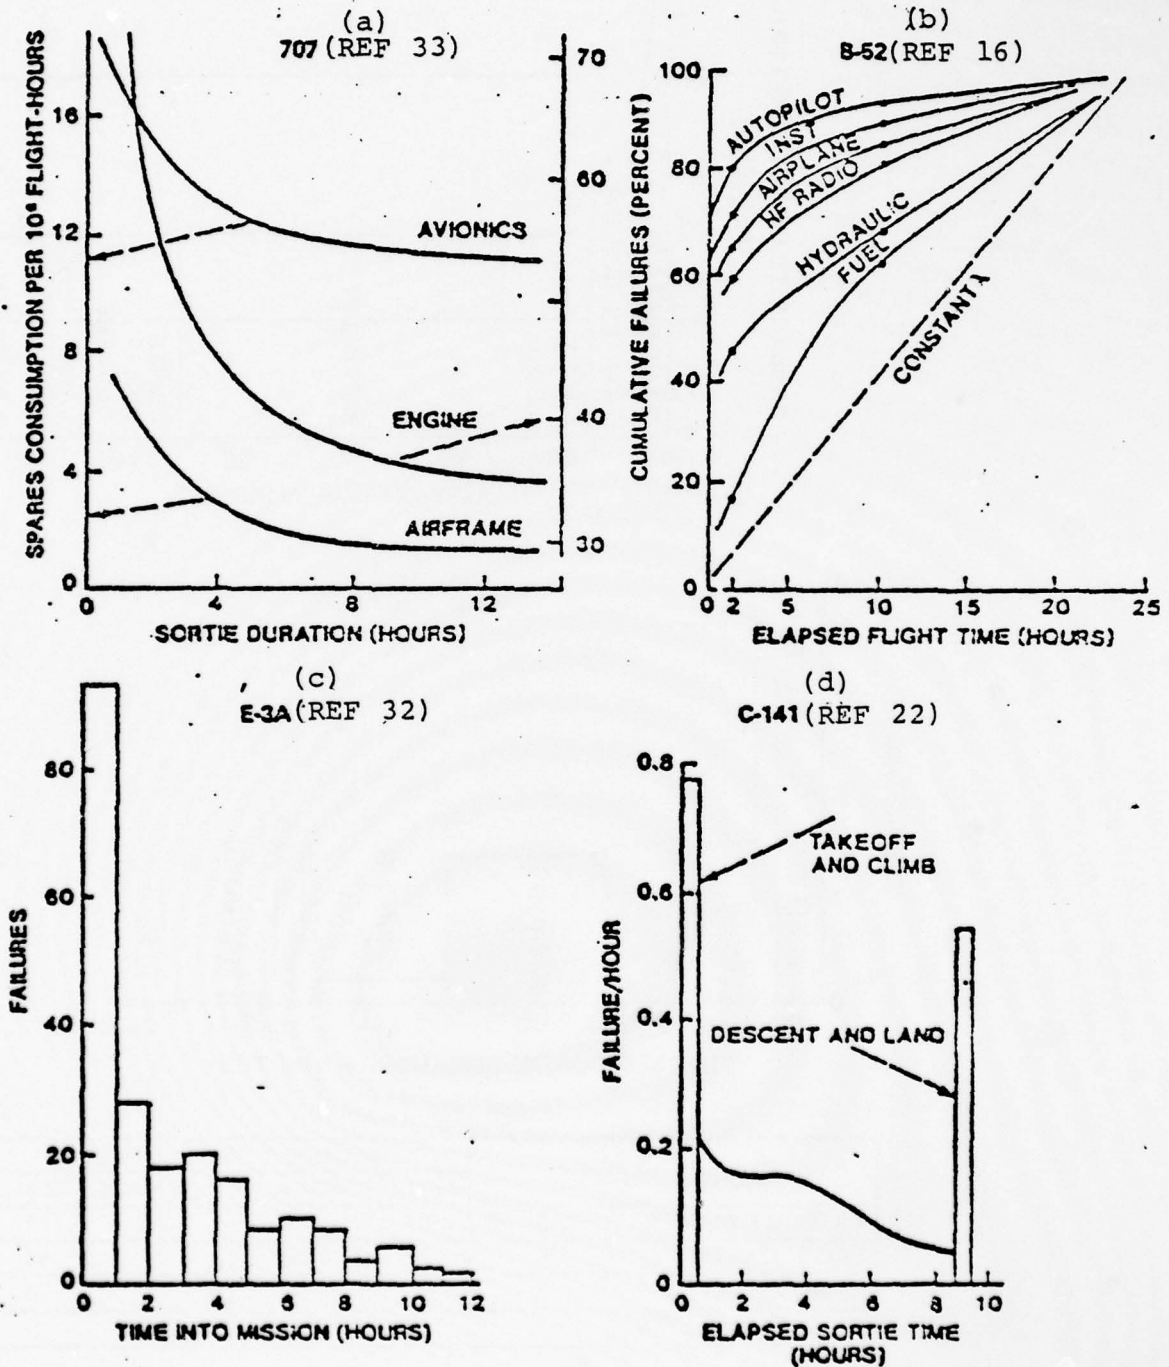 (a)
707 (REF 33)
SPARES CONSUMPTION PER 10⁶ FLIGHT-HOURS
16
12
8
4
0
70
60
40
30
AVIONICS
ENGINE
AIRFRAME
0 4 8 12
SORTIE DURATION (HOURS)
(b)
B-52 (REF 16)
CUMULATIVE FAILURES (PERCENT)
100
80
60
40
20
0
AUTOPILOT
INST
AIRPLANE
HF RADIO
HYDRAULIC
FUEL
CONSTANT λ
0 2 5 10 15 20 25
ELAPSED FLIGHT TIME (HOURS)
(c)
E-3A (REF 32)
FAILURES
80
60
40
20
0
0 2 4 6 8 10 12
TIME INTO MISSION (HOURS)
(d)
C-141 (REF 22)
FAILURE/HOUR
0.8
0.6
0.4
0.2
0
TAKEOFF
AND CLIMB
DESCENT AND LAND
0 2 4 6 8 10
ELAPSED SORTIE TIME
(HOURS)